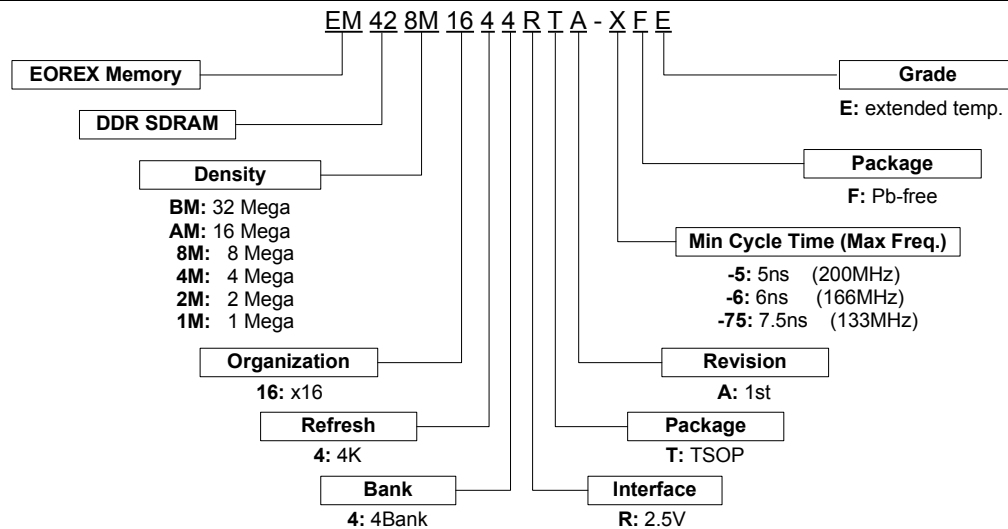 EM 42 8M 16 4 4 R T A - X F E
EOREX Memory
DDR SDRAM
Density
BM: 32 Mega
AM: 16 Mega
8M: 8 Mega
4M: 4 Mega
2M: 2 Mega
1M: 1 Mega
Organization
16: x16
Refresh
4: 4K
Bank
4: 4Bank
Grade
E: extended temp.
Package
F: Pb-free
Min Cycle Time (Max Freq.)
-5: 5ns (200MHz)
-6: 6ns (166MHz)
-75: 7.5ns (133MHz)
Revision
A: 1st
Package
T: TSOP
Interface
R: 2.5V